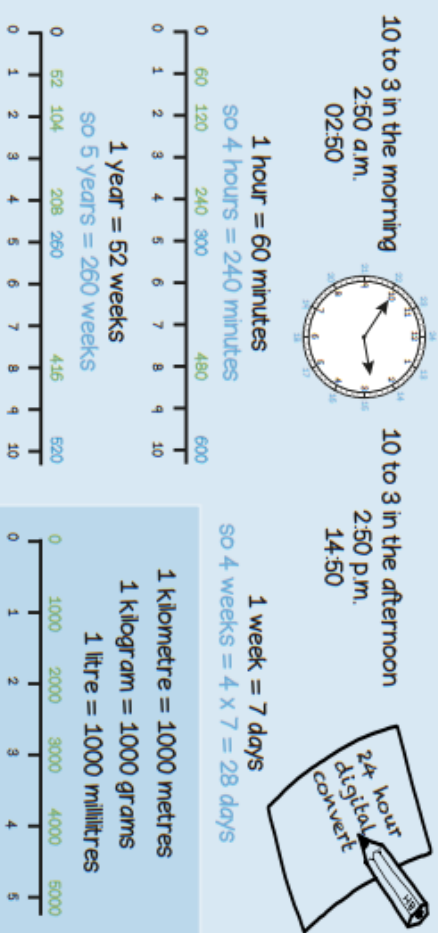 10 to 3 in the morning
2:50 a.m.
02:50
10 to 3 in the afternoon
2:50 p.m.
14:50
24 hour
digital
convert
HB
1 hour = 60 minutes
so 4 hours = 240 minutes
0 60 120 240 300 480 600
0 1 2 3 4 5 6 7 8 9 10
1 week = 7 days
so 4 weeks = 4 x 7 = 28 days
1 year = 52 weeks
so 5 years = 260 weeks
0 52 104 208 260 416 520
0 1 2 3 4 5 6 7 8 9 10
1 kilometre = 1000 metres
1 kilogram = 1000 grams
1 litre = 1000 millilitres
0 1000 2000 3000 4000 5000
0 1 2 3 4 5